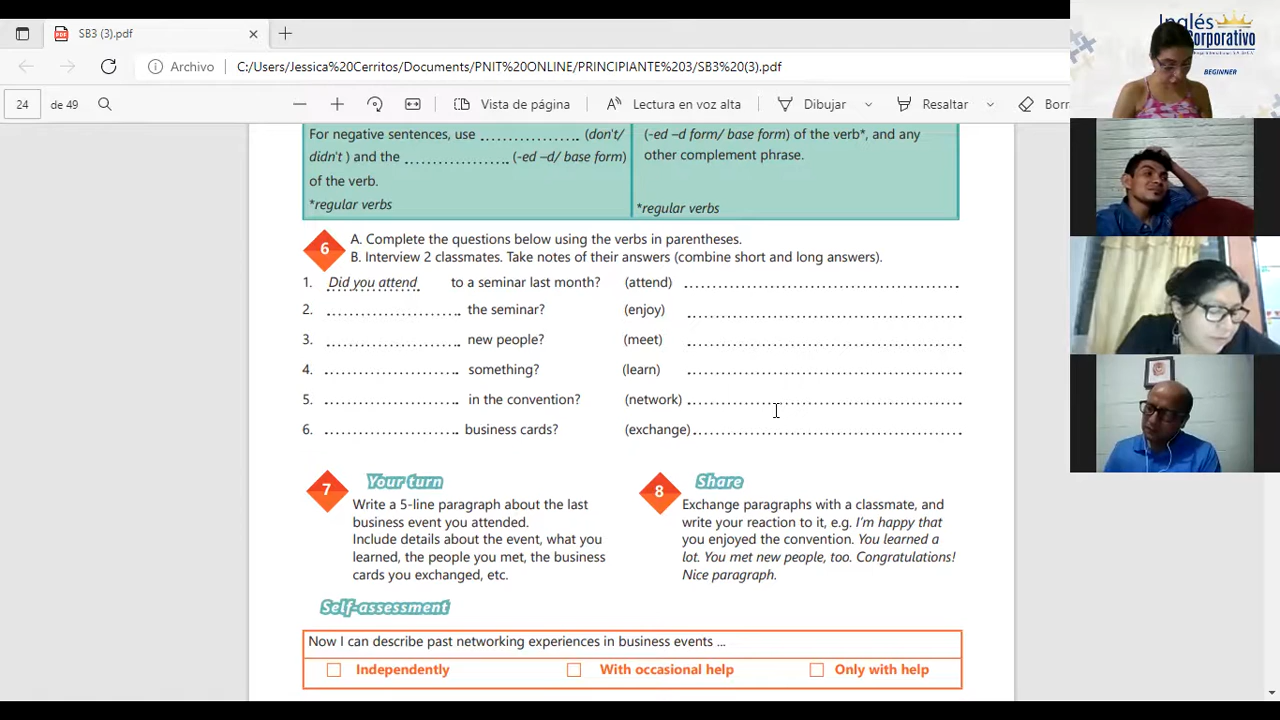 SB3 (3).pdf
Archivo
C:/Users/Jessica%20Cerritos/Documents/PNE%20ONLINE/PRINCIPIANTE%203/SB3%20(3).pdf
24 de 49
Vista de página
Lectura en voz alta
Dibujar
Resaltar
Inglés
Corporativo
BEGINNER
For negative sentences, use .................... (don't/
didn't ) and the ..................... (-ed –d/ base form)
of the verb.
*regular verbs
(-ed –d form/ base form) of the verb*, and any
other complement phrase.
*regular verbs
6
A. Complete the questions below using the verbs in parentheses.
B. Interview 2 classmates. Take notes of their answers (combine short and long answers).
1. Did you attend to a seminar last month? (attend)
2. ........................... the seminar? (enjoy)
3. ........................... new people? (meet)
4. ........................... something? (learn)
5. ........................... in the convention? (network)
6. ........................... business cards? (exchange)
7 Your turn
Write a 5-line paragraph about the last
business event you attended.
Include details about the event, what you
learned, the people you met, the business
cards you exchanged, etc.
8 Share
Exchange paragraphs with a classmate, and
write your reaction to it, e.g. I'm happy that
you enjoyed the convention. You learned a
lot. You met new people, too. Congratulations!
Nice paragraph.
Self-assessment
Now I can describe past networking experiences in business events ...
Independently
With occasional help
Only with help